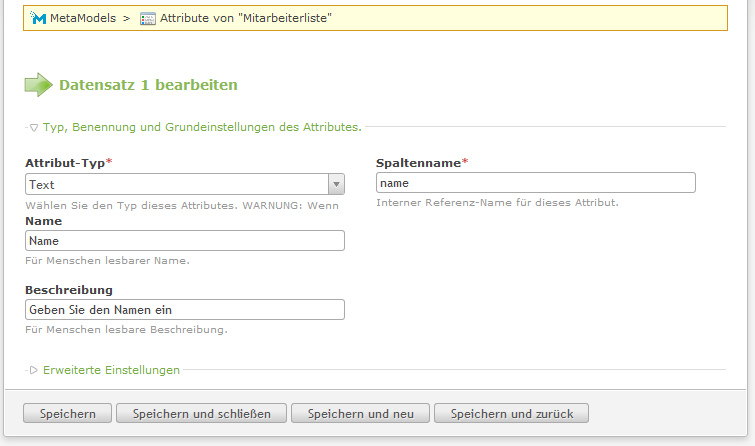 MetaModels > Attribute von "Mitarbeiterliste"
Datensatz 1 bearbeiten
Typ, Benennung und Grundeinstellungen des Attributes.
Attribut-Typ*
Text
Wählen Sie den Typ dieses Attributes. WARNUNG: Wenn
Spaltenname*
name
Interner Referenz-Name für dieses Attribut.
Name
Name
Für Menschen lesbarer Name.
Beschreibung
Geben Sie den Namen ein
Für Menschen lesbare Beschreibung.
Erweiterte Einstellungen
Speichern Speichern und schließen Speichern und neu Speichern und zurück